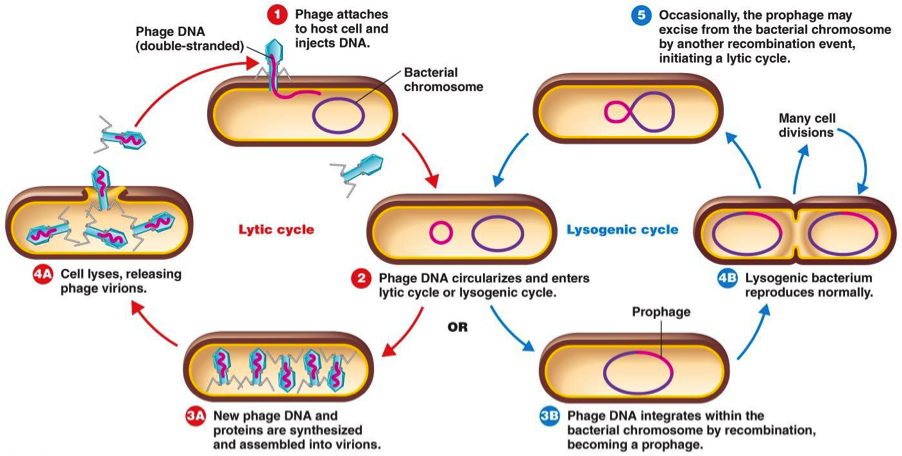 1 Phage attaches
to host cell and
injects DNA.
Phage DNA
(double-stranded)
Bacterial
chromosome
5 Occasionally, the prophage may
excise from the bacterial chromosome
by another recombination event,
initiating a lytic cycle.
Many cell
divisions
Lytic cycle
Lysogenic cycle
4A Cell lyses, releasing
phage virions.
2 Phage DNA circularizes and enters
lytic cycle or lysogenic cycle.
4B Lysogenic bacterium
reproduces normally.
OR
Prophage
3A New phage DNA and
proteins are synthesized
and assembled into virions.
3B Phage DNA integrates within the
bacterial chromosome by recombination,
becoming a prophage.